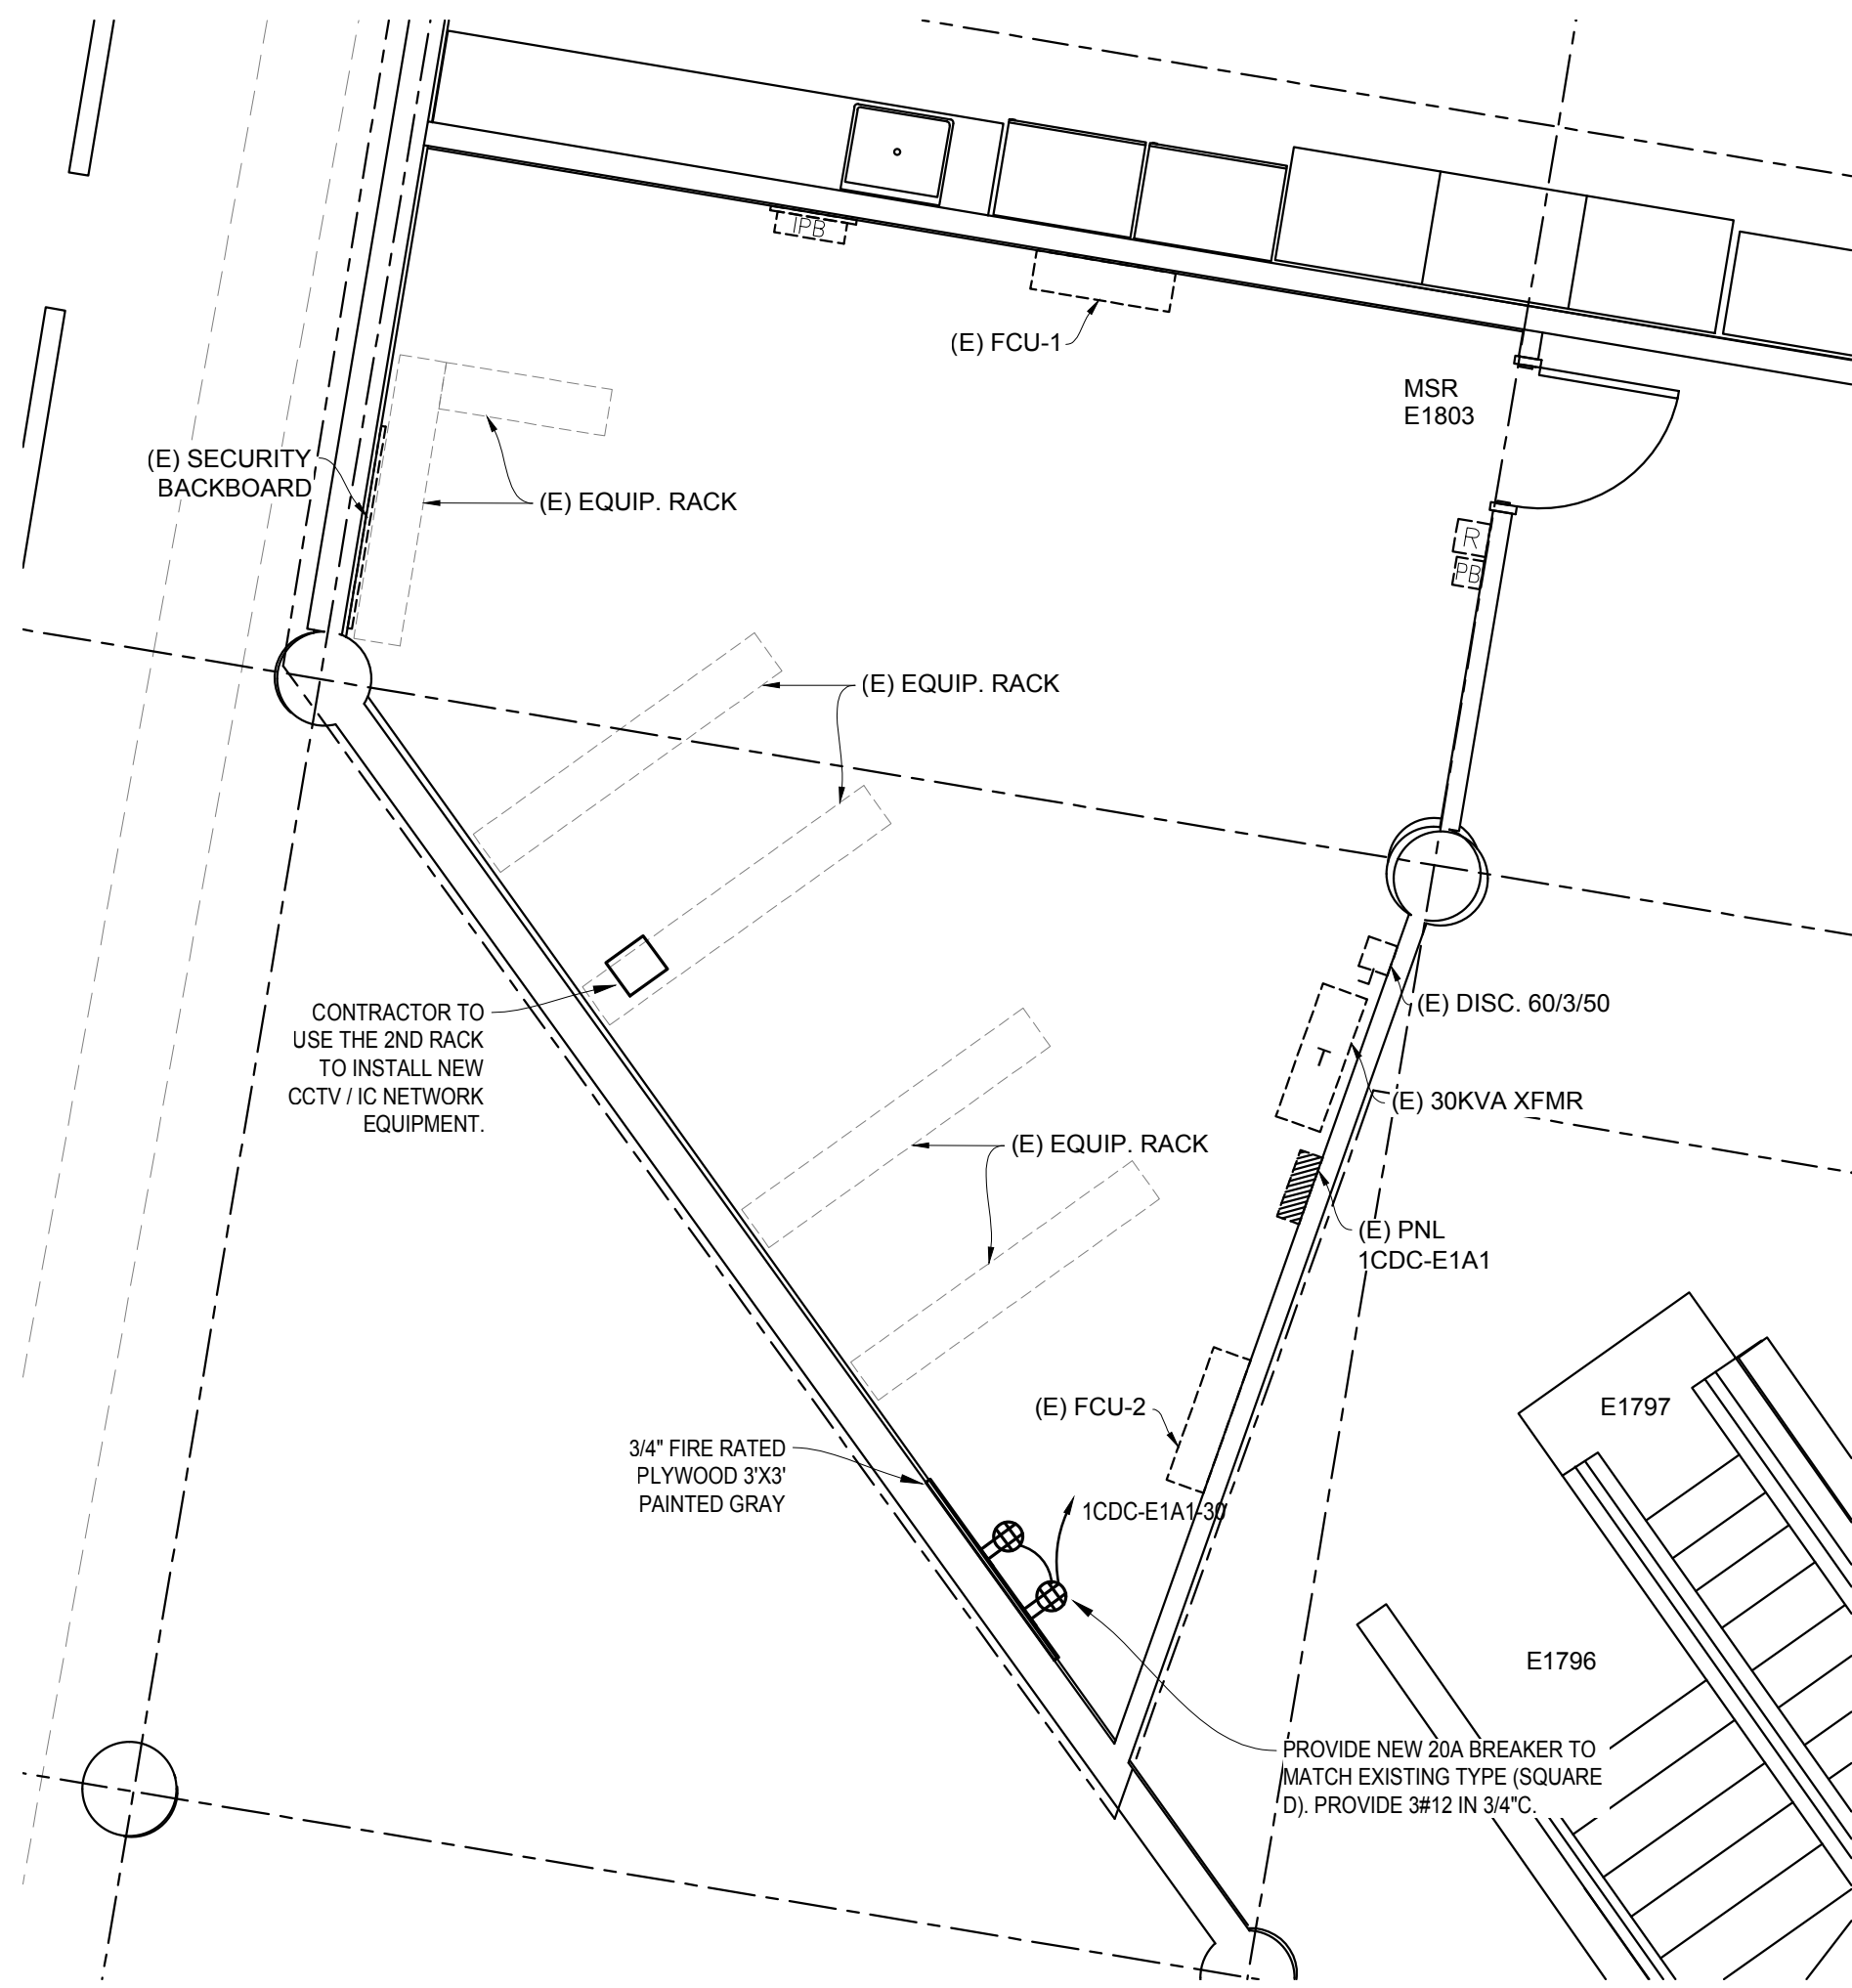 IPB
(E) FCU-1
MSR
E1803
(E) SECURITY
BACKBOARD
(E) EQUIP. RACK
R
PB
(E) EQUIP. RACK
CONTRACTOR TO
USE THE 2ND RACK
TO INSTALL NEW
CCTV / IC NETWORK
EQUIPMENT.
(E) DISC. 60/3/50
T
(E) 30KVA XFMR
(E) EQUIP. RACK
(E) PNL
1CDC-E1A1
(E) FCU-2
E1797
3/4" FIRE RATED
PLYWOOD 3'X3'
PAINTED GRAY
1CDC-E1A1-30
E1796
PROVIDE NEW 20A BREAKER TO
MATCH EXISTING TYPE (SQUARE
D). PROVIDE 3#12 IN 3/4"C.